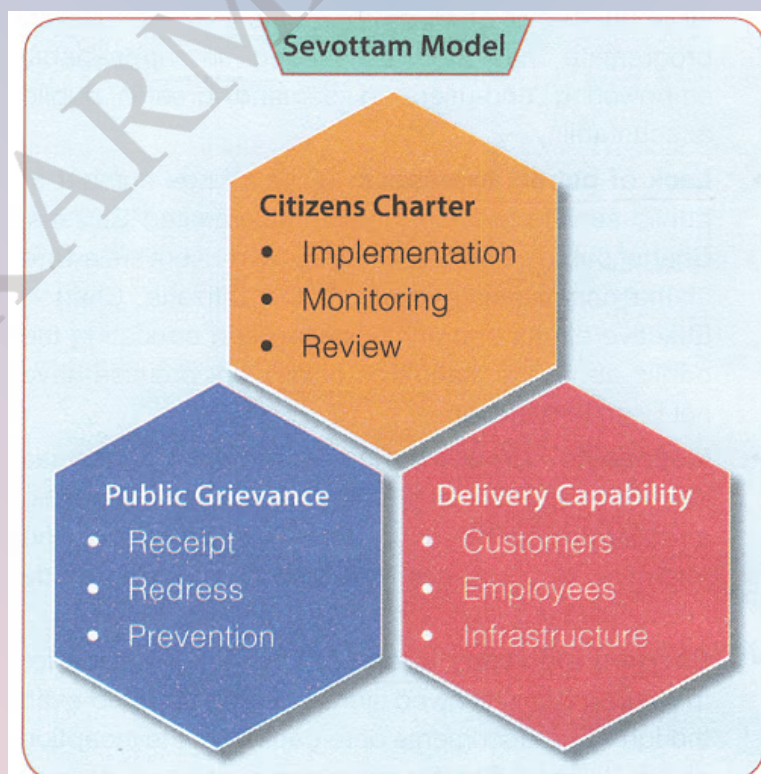 Sevottam Model
Citizens Charter
• Implementation
• Monitoring
• Review
Public Grievance
• Receipt
• Redress
• Prevention
Delivery Capability
• Customers
• Employees
• Infrastructure